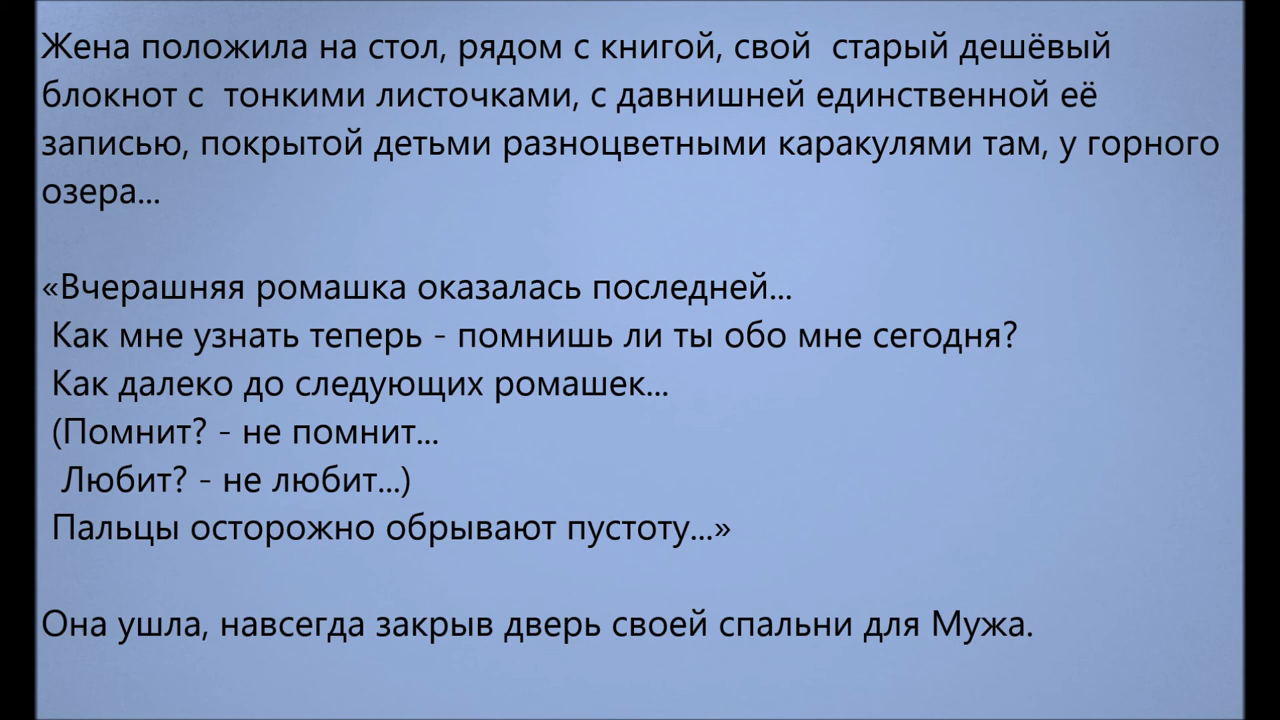 Жена положила на стол, рядом с книгой, свой  старый дешёвый
блокнот с  тонкими листочками, с давнишней единственной её
записью, покрытой детьми разноцветными каракулями там, у горного
озера...
«Вчерашняя ромашка оказалась последней...
Как мне узнать теперь - помнишь ли ты обо мне сегодня?
Как далеко до следующих ромашек...
(Помнит? - не помнит...
Любит? - не любит...)
Пальцы осторожно обрывают пустоту...»
Она ушла, навсегда закрыв дверь своей спальни для Мужа.